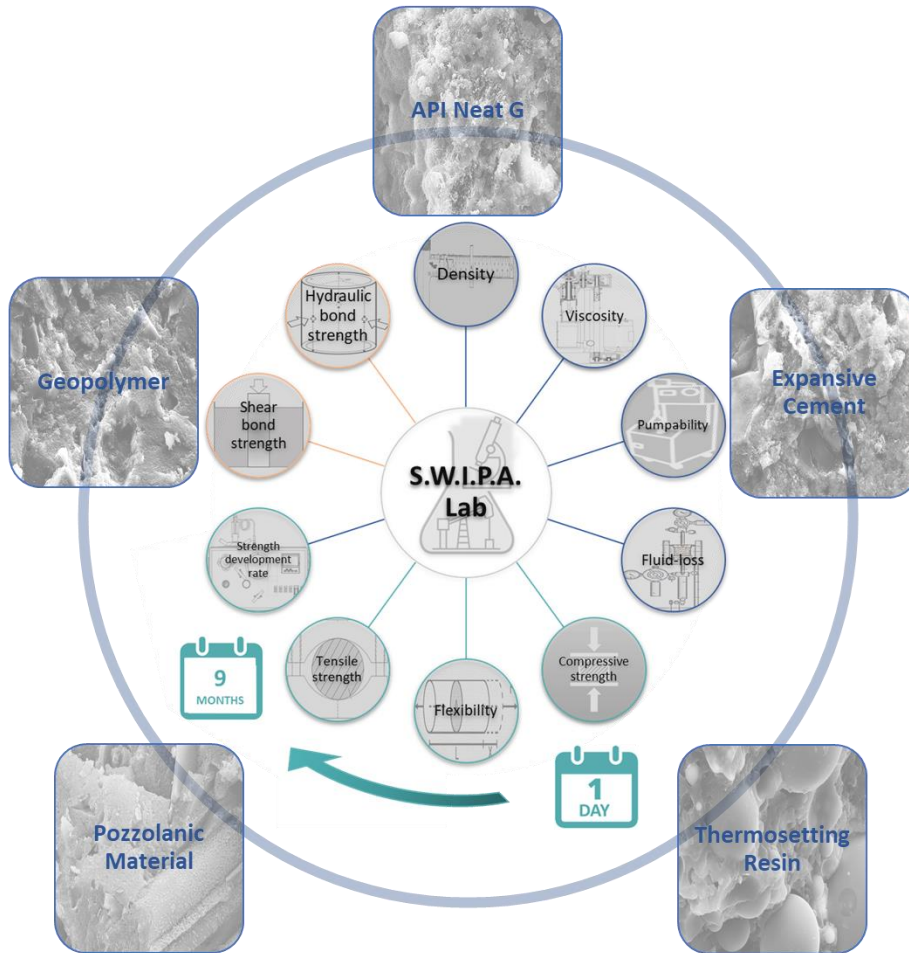 API Neat G
Density
Hydraulic
bond
strength
Viscosity
Geopolymer
Expansive
Cement
Shear
bond
strength
Pumpability
S.W.I.P.A.
Lab
Strength
development
rate
Fluid-loss
Tensile
strength
Compressive
strength
9
MONTHS
Flexibility
1
DAY
Pozzolanic
Material
Thermosetting
Resin